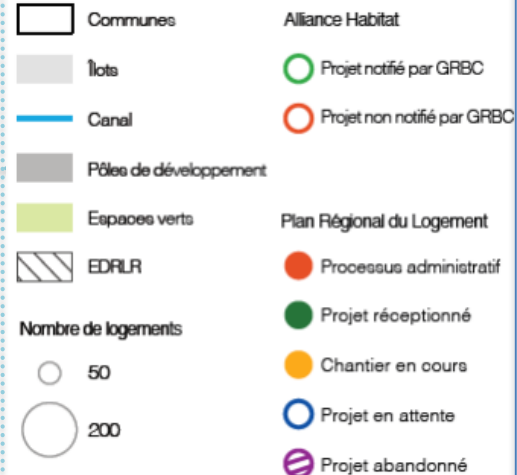 Communes
Îlots
Canal
Pôles de développement
Espaces verts
EDRLR
Nombre de logements
50
200
Alliance Habitat
Projet notifié par GRBC
Projet non notifié par GRBC
Plan Régional du Logement
Processus administratif
Projet réceptionné
Chantier en cours
Projet en attente
Projet abandonné